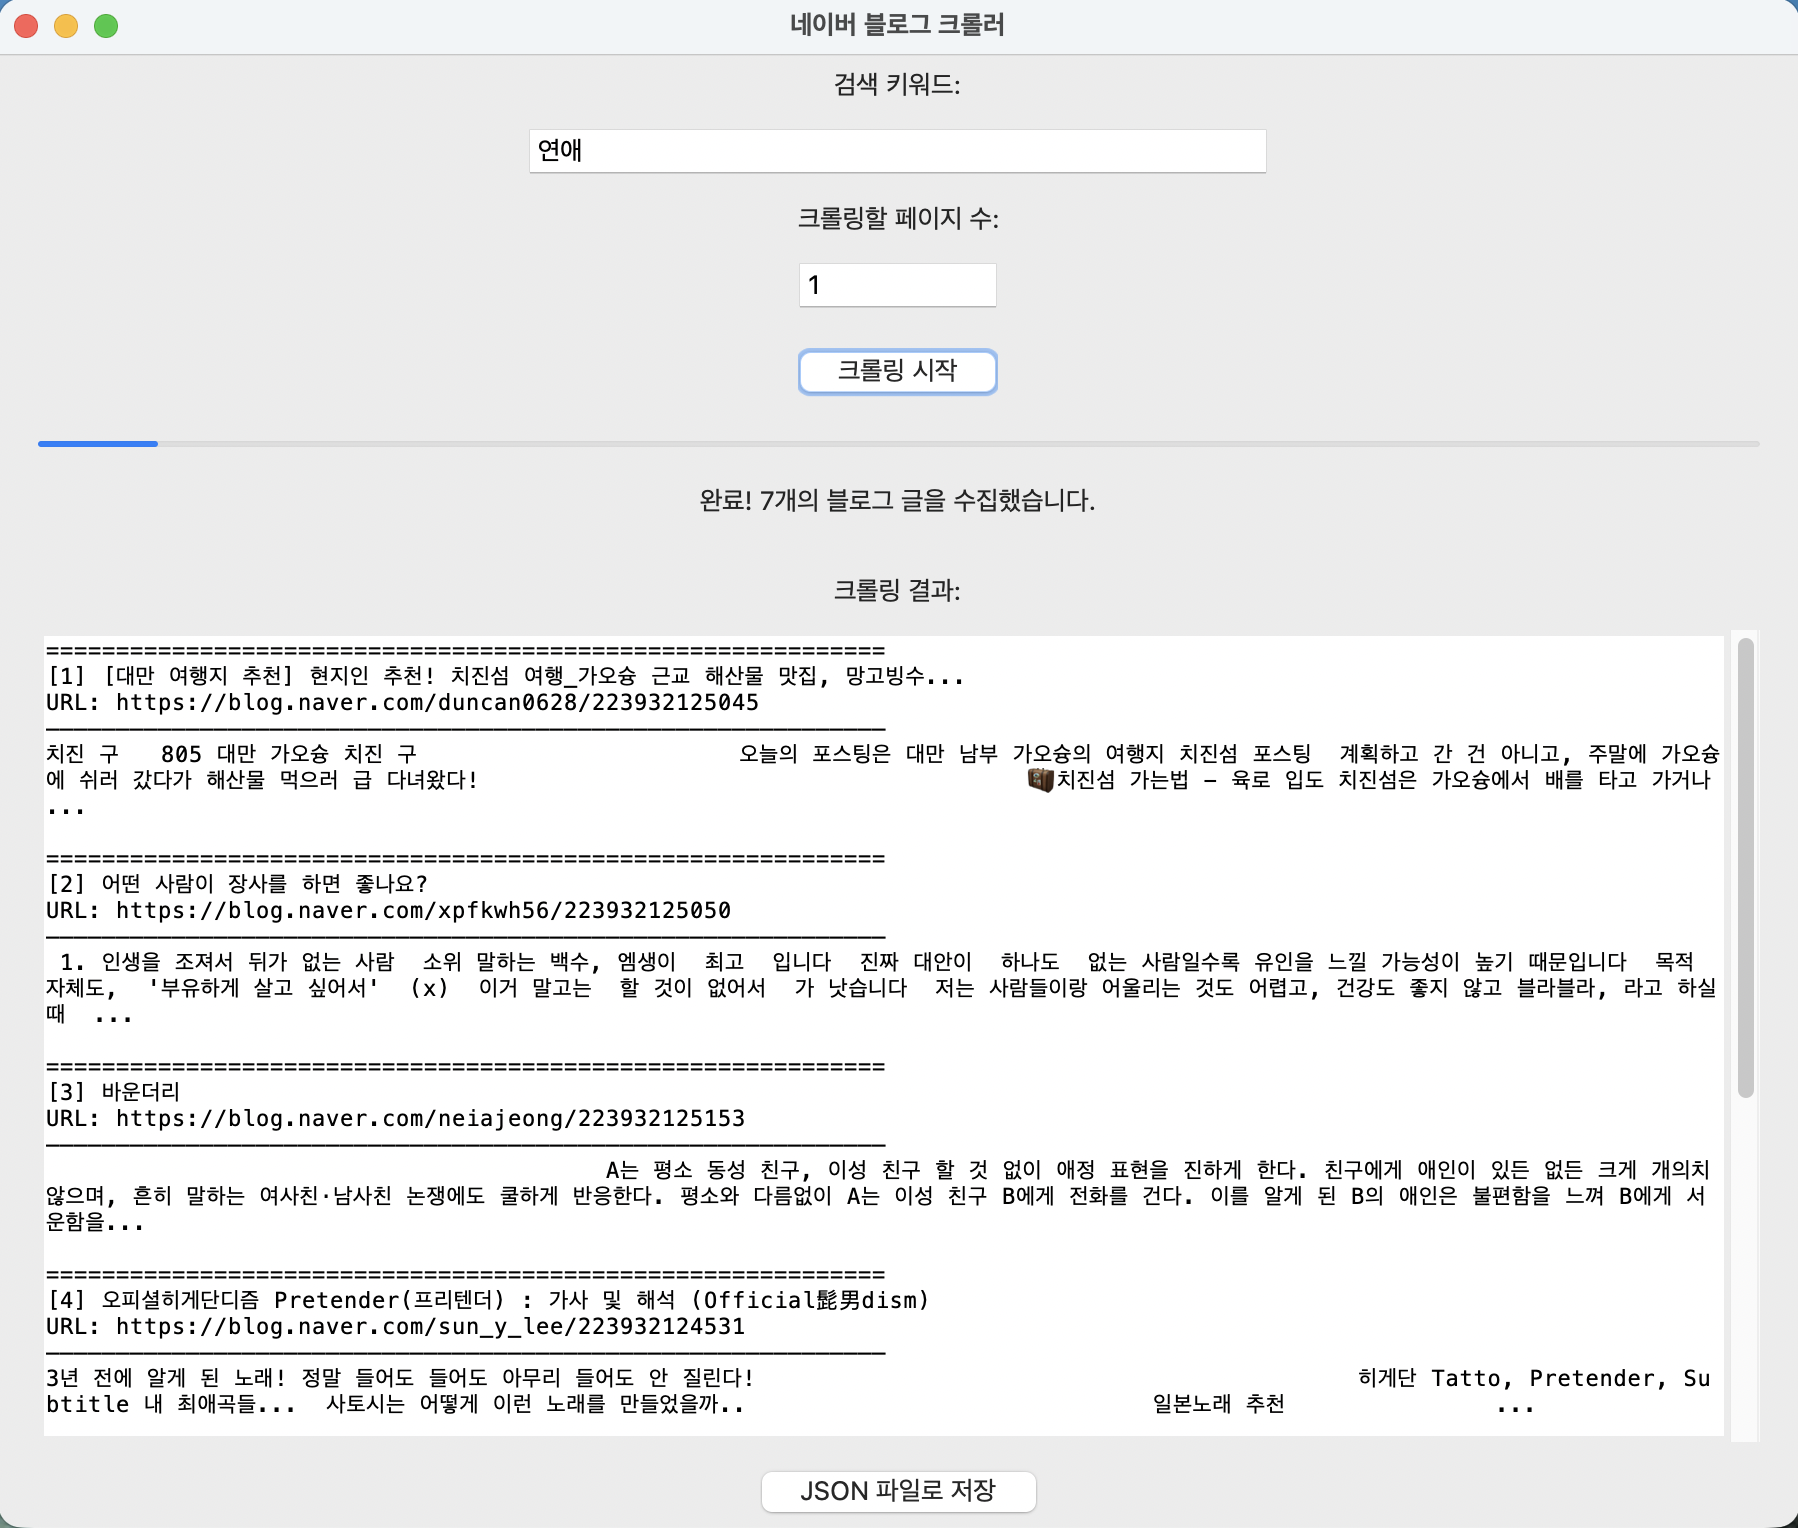 네이버 블로그 크롤러
검색 키워드:
연애
크롤링할 페이지 수:
1
크롤링 시작
완료! 7개의 블로그 글을 수집했습니다.
크롤링 결과:
============================================================
[1] [대만 여행지 추천] 현지인 추천! 치진섬 여행_가오슝 근교 해산물 맛집, 망고빙수...
URL: https://blog.naver.com/duncan0628/223932125045
────────────────────────────────────────────────────────────
치진 구   805 대만 가오슝 치진 구                       오늘의 포스팅은 대만 남부 가오슝의 여행지 치진섬 포스팅  계획하고 간 건 아니고, 주말에 가오슝
에 쉬러 갔다가 해산물 먹으러 급 다녀왔다!                                       🧳치진섬 가는법 - 육로 입도 치진섬은 가오슝에서 배를 타고 가거나
...
============================================================
[2] 어떤 사람이 장사를 하면 좋나요?
URL: https://blog.naver.com/xpfkwh56/223932125050
────────────────────────────────────────────────────────────
 1. 인생을 조져서 뒤가 없는 사람  소위 말하는 백수, 엠생이  최고  입니다  진짜 대안이  하나도  없는 사람일수록 유인을 느낄 가능성이 높기 때문입니다  목적
자체도,  '부유하게 살고 싶어서'  (x)  이거 말고는  할 것이 없어서  가 낫습니다  저는 사람들이랑 어울리는 것도 어렵고, 건강도 좋지 않고 블라블라, 라고 하실
때  ...
============================================================
[3] 바운더리
URL: https://blog.naver.com/neiajeong/223932125153
────────────────────────────────────────────────────────────
                                        A는 평소 동성 친구, 이성 친구 할 것 없이 애정 표현을 진하게 한다. 친구에게 애인이 있든 없든 크게 개의치
않으며, 흔히 말하는 여사친·남사친 논쟁에도 쿨하게 반응한다. 평소와 다름없이 A는 이성 친구 B에게 전화를 건다. 이를 알게 된 B의 애인은 불편함을 느껴 B에게 서
운함을...
============================================================
[4] 오피셜히게단디즘 Pretender(프리텐더) : 가사 및 해석 (Official髭男dism)
URL: https://blog.naver.com/sun_y_lee/223932124531
────────────────────────────────────────────────────────────
3년 전에 알게 된 노래! 정말 들어도 들어도 아무리 들어도 안 질린다!                                           히게단 Tatto, Pretender, Su
btitle 내 최애곡들...  사토시는 어떻게 이런 노래를 만들었을까..                             일본노래 추천               ...
JSON 파일로 저장